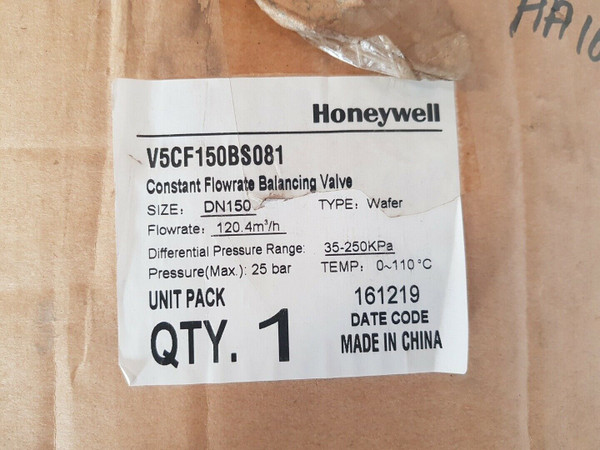 HA10
Honeywell
V5CF150BS081
Constant Flowrate Balancing Valve
SIZE: DN150 TYPE: Wafer
Flowrate: 120.4m³/h
Differential Pressure Range: 35-250KPa
Pressure(Max.): 25 bar TEMP: 0~110°C
UNIT PACK 161219
DATE CODE
QTY. 1 MADE IN CHINA